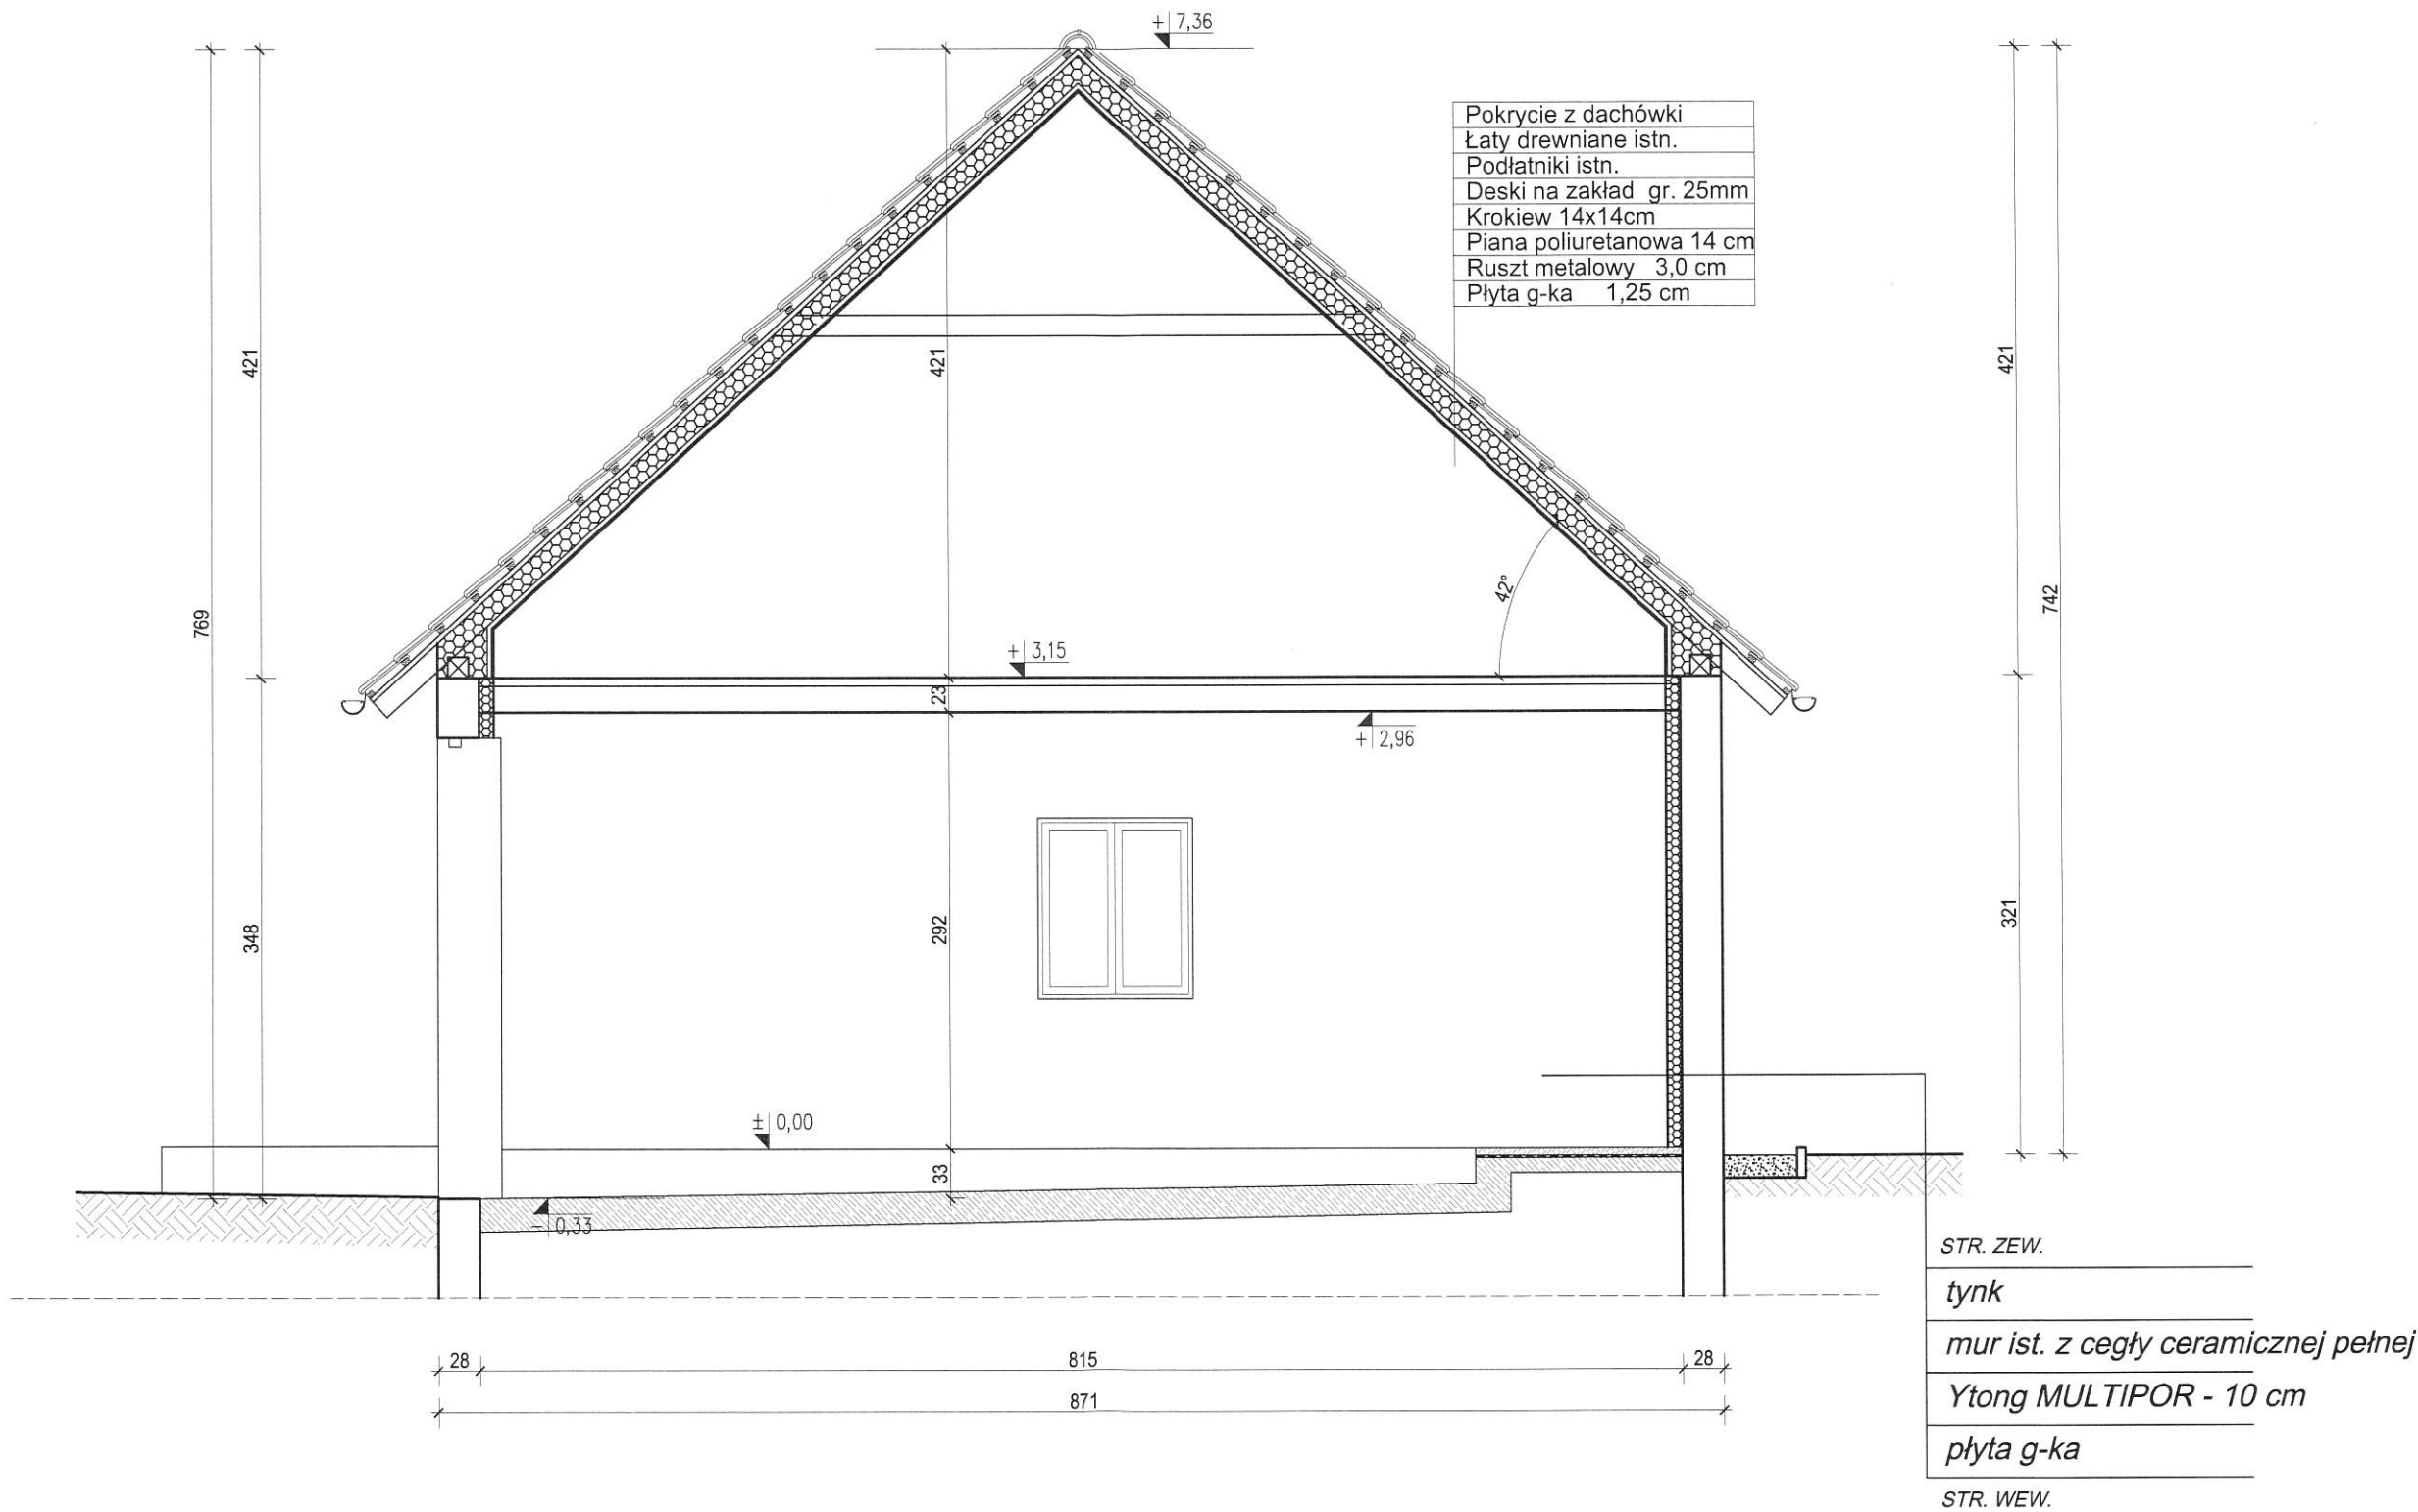 + 7,36
Pokrycie z dachówki
Łaty drewniane istn.
Podłatniki istn.
Deski na zakład gr. 25mm
Krokiew 14x14cm
Piana poliuretanowa 14 cm
Ruszt metalowy 3,0 cm
Płyta g-ka 1,25 cm
421
421
421
42°
769
742
+ 3,15
23
+ 2,96
348
292
321
± 0,00
33
- 0,33
STR. ZEW.
tynk
mur ist. z cegły ceramicznej pełnej
Ytong MULTIPOR - 10 cm
płyta g-ka
STR. WEW.
28
815
28
871